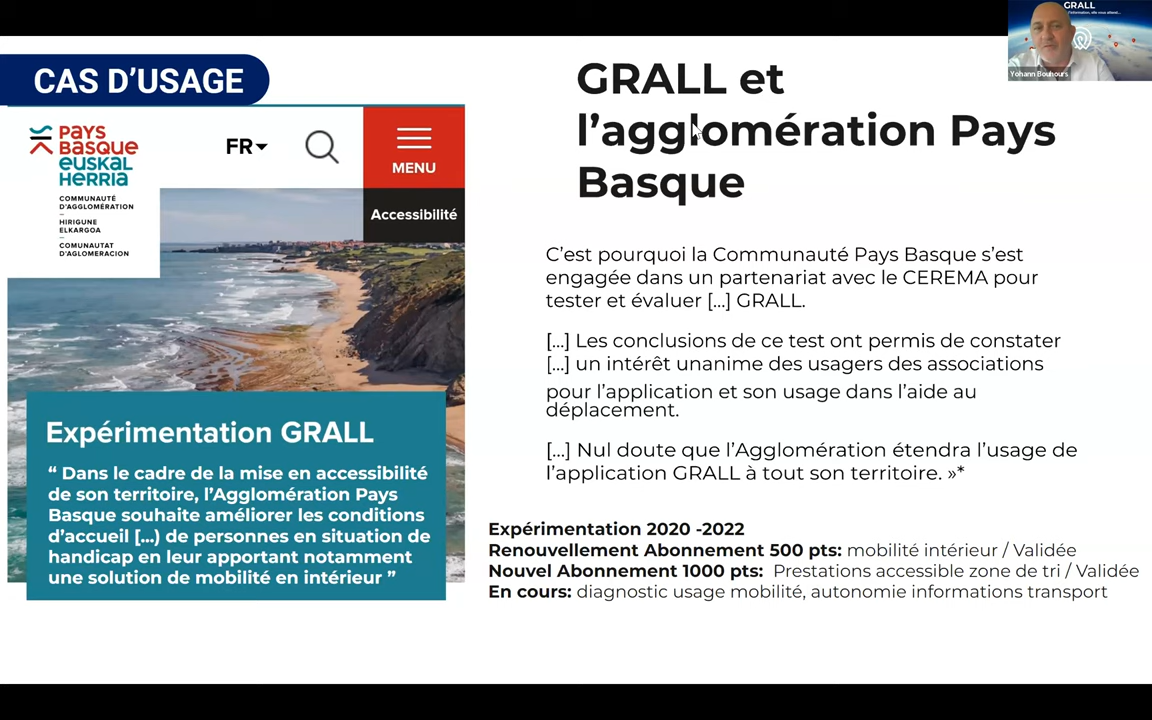 CAS D'USAGE
PAYS
BASQUE
EUSKAL
HERRIA
COMMUNAUTÉ
D'AGGLOMÉRATION
HIRIGUNE
ELKARGOA
COMUNAUTAT
D'AGLOMERACION
FR
MENU
Accessibilité
Expérimentation GRALL
“ Dans le cadre de la mise en accessibilité
de son territoire, l'Agglomération Pays
Basque souhaite améliorer les conditions
d'accueil [...) de personnes en situation de
handicap en leur apportant notamment
une solution de mobilité en intérieur ”
GRALL et
l'agglomération Pays
Basque
C'est pourquoi la Communauté Pays Basque s'est
engagée dans un partenariat avec le CEREMA pour
tester et évaluer [...] GRALL.
[...] Les conclusions de ce test ont permis de constater
[...] un intérêt unanime des usagers des associations
pour l'application et son usage dans l'aide au
déplacement.
[...] Nul doute que l'Agglomération étendra l'usage de
l'application GRALL à tout son territoire. »*
Expérimentation 2020 -2022
Renouvellement Abonnement 500 pts: mobilité intérieur / Validée
Nouvel Abonnement 1000 pts: Prestations accessible zone de tri / Validée
En cours: diagnostic usage mobilité, autonomie informations transport
GRALL
Yohann Bouhours